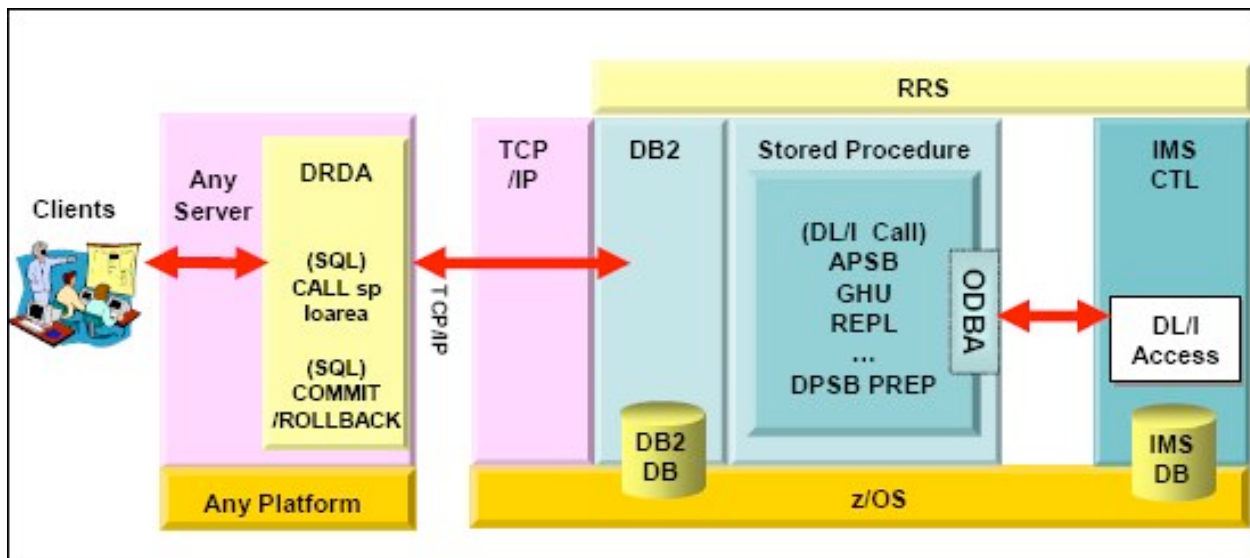 RRS
Clients
Any
Server
DRDA
(SQL)
CALL sp
Ioarea
(SQL)
COMMIT
/ROLLBACK
Any Platform
TCP/IP
TCP
/IP
DB2
DB2
DB
Stored Procedure
(DL/I Call)
APSB
GHU
REPL
...
DPSB PREP
ODBA
IMS
CTL
DL/I
Access
IMS
DB
z/OS